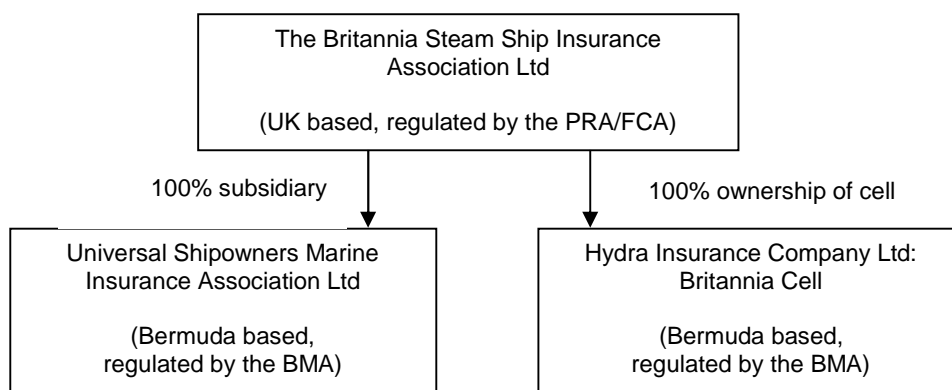 The Britannia Steam Ship Insurance
Association Ltd
(UK based, regulated by the PRA/FCA)
100% subsidiary
100% ownership of cell
Universal Shipowners Marine
Insurance Association Ltd
(Bermuda based,
regulated by the BMA)
Hydra Insurance Company Ltd:
Britannia Cell
(Bermuda based,
regulated by the BMA)